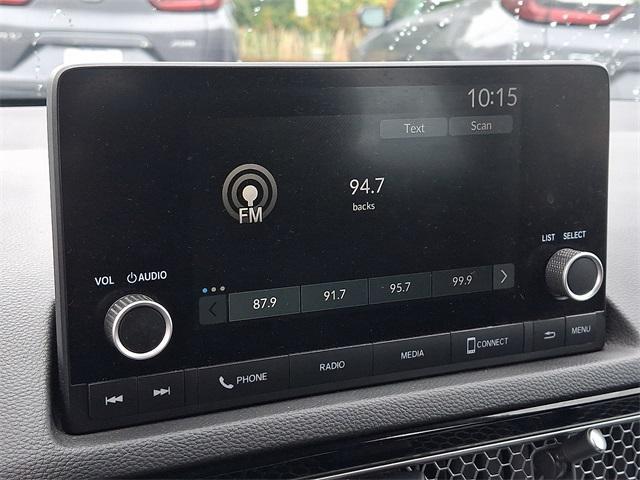 10:15
Text Scan
94.7
backs
FM
LIST SELECT
VOL AUDIO
87.9 91.7 95.7 99.9
PHONE RADIO MEDIA CONNECT MENU